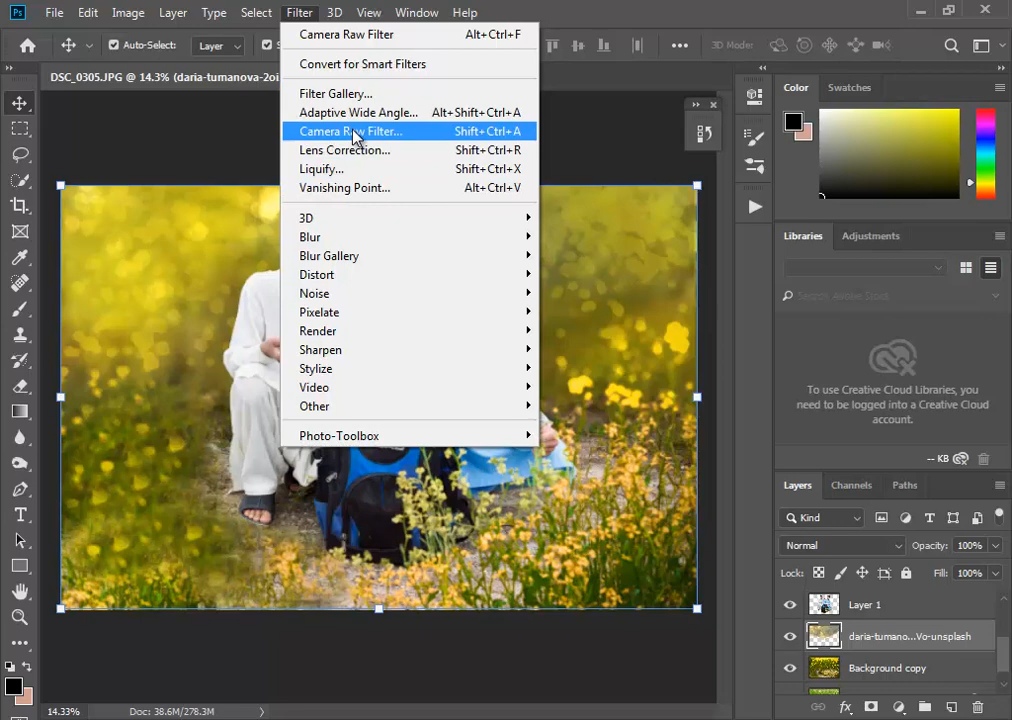 Ps File Edit Image Layer Type Select Filter 3D View Window Help
Auto-Select: Layer
3D Mode:
DSC_0305.JPG @ 14.3% (daria-tumanova-2oi
Camera Raw Filter Alt+Ctrl+F
Convert for Smart Filters
Filter Gallery...
Adaptive Wide Angle... Alt+Shift+Ctrl+A
Camera Raw Filter... Shift+Ctrl+A
Lens Correction... Shift+Ctrl+R
Liquify... Shift+Ctrl+X
Vanishing Point... Alt+Ctrl+V
3D
Blur
Blur Gallery
Distort
Noise
Pixelate
Render
Sharpen
Stylize
Video
Other
Photo-Toolbox
Color Swatches
Libraries Adjustments
Search Adobe Stock
To use Creative Cloud Libraries, you
need to be logged into a Creative Cloud
account.
-- KB
Layers Channels Paths
Kind
Normal Opacity: 100%
Lock: Fill: 100%
Layer 1
daria-tumano...Vo-unsplash
Background copy
14.33% Doc: 38.6M/278.3M